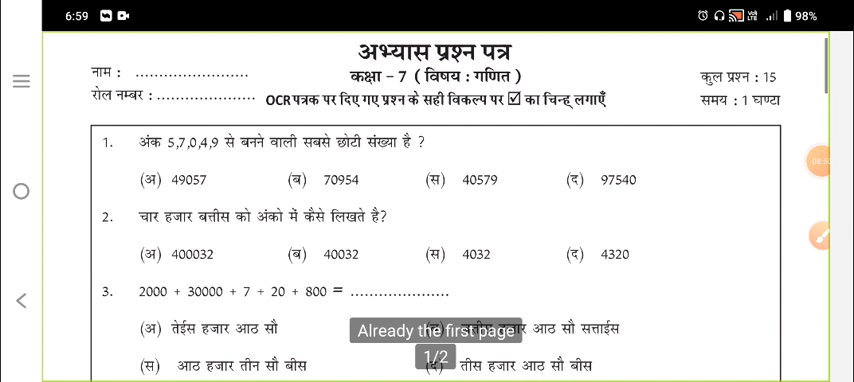 6:59 98%
अभ्यास प्रश्न पत्र
नाम : ........................ कक्षा - 7 ( विषय : गणित ) कुल प्रश्न : 15
रोल नम्बर : ..................... OCR पत्रक पर दिए गए प्रश्न के सही विकल्प पर ☑ का चिन्ह लगाएँ समय : 1 घण्टा
1. अंक 5,7,0,4,9 से बनने वाली सबसे छोटी संख्या है ?
(अ) 49057 (ब) 70954 (स) 40579 (द) 97540
2. चार हजार बत्तीस को अंको में कैसे लिखते है?
(अ) 400032 (ब) 40032 (स) 4032 (द) 4320
3. 2000 + 30000 + 7 + 20 + 800 = .....................
(अ) तेईस हजार आठ सौ आठ सौ सत्ताईस
Already the first page
1/2
(स) आठ हजार तीन सौ बीस (द) तीस हजार आठ सौ बीस